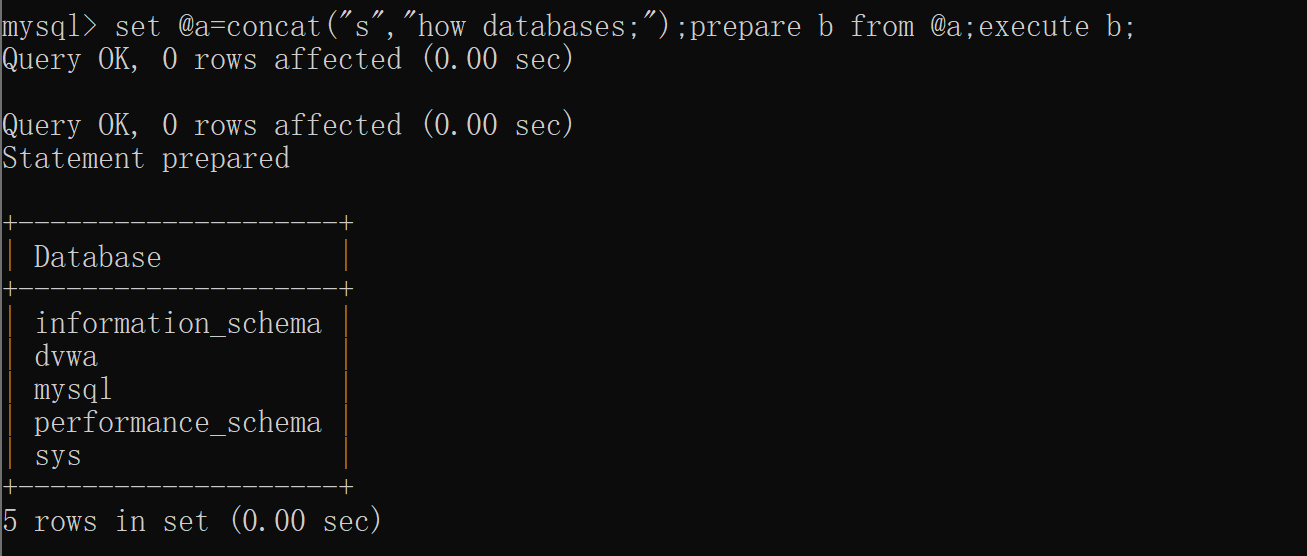 mysql> set @a=concat("s","how databases;");prepare b from @a;execute b;
Query OK, 0 rows affected (0.00 sec)
Query OK, 0 rows affected (0.00 sec)
Statement prepared
+--------------------+
| Database           |
+--------------------+
| information_schema |
| dvwa               |
| mysql              |
| performance_schema |
| sys                |
+--------------------+
5 rows in set (0.00 sec)